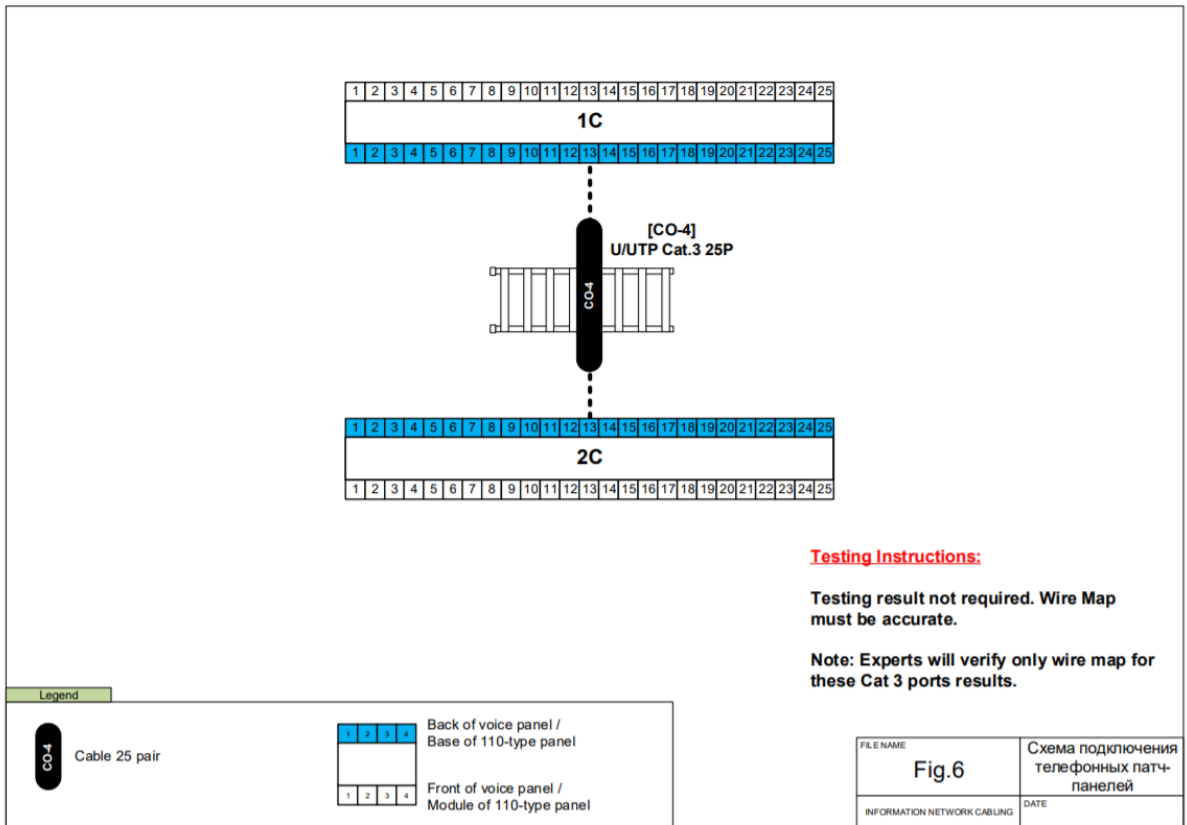 1 2 3 4 5 6 7 8 9 10 11 12 13 14 15 16 17 18 19 20 21 22 23 24 25
1C
1 2 3 4 5 6 7 8 9 10 11 12 13 14 15 16 17 18 19 20 21 22 23 24 25
[CO-4]
U/UTP Cat.3 25P
CO-4
1 2 3 4 5 6 7 8 9 10 11 12 13 14 15 16 17 18 19 20 21 22 23 24 25
2C
1 2 3 4 5 6 7 8 9 10 11 12 13 14 15 16 17 18 19 20 21 22 23 24 25
Testing Instructions:
Testing result not required. Wire Map
must be accurate.
Note: Experts will verify only wire map for
these Cat 3 ports results.
Legend
CO-4
Cable 25 pair
1 2 3 4
Back of voice panel /
Base of 110-type panel
1 2 3 4
Front of voice panel /
Module of 110-type panel
FILE NAME
Fig.6
Схема подключения
телефонных патч-
панелей
INFORMATION NETWORK CABLING
DATE